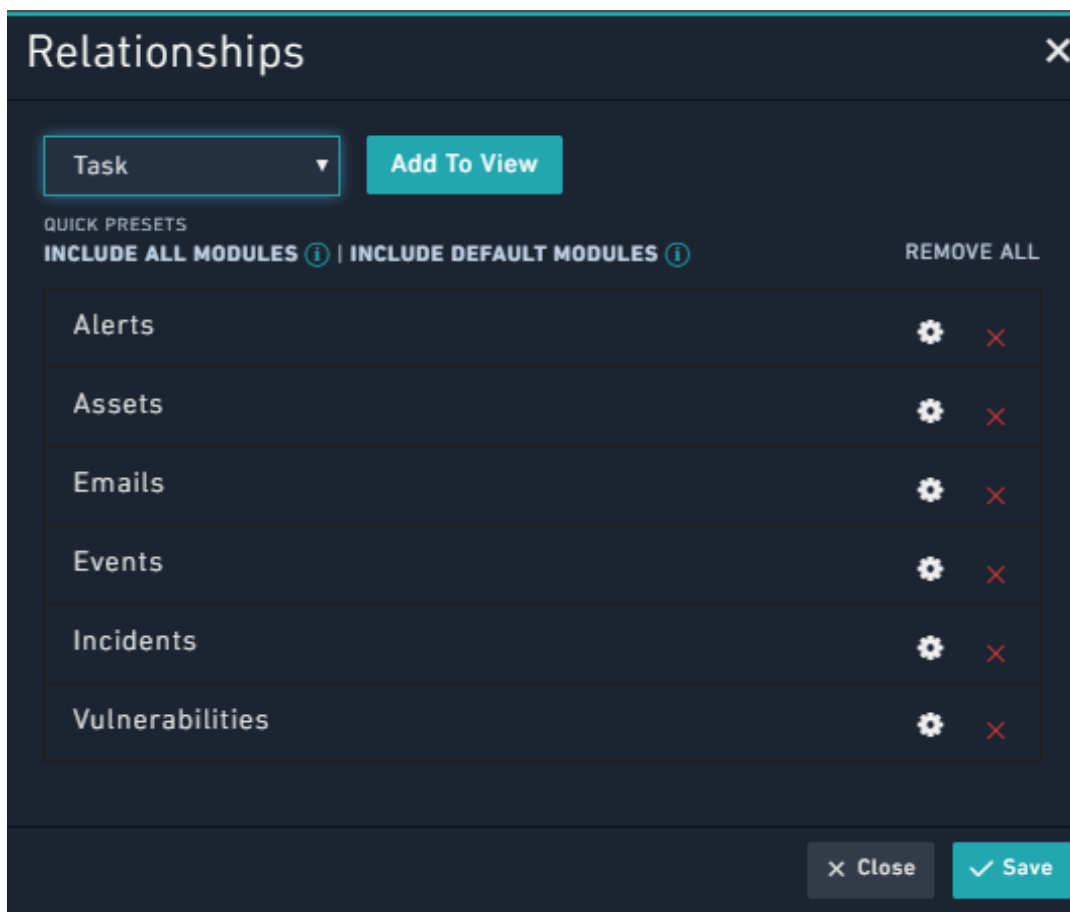 Relationships
Task
Add To View
QUICK PRESETS
INCLUDE ALL MODULES | INCLUDE DEFAULT MODULES
REMOVE ALL
Alerts
Assets
Emails
Events
Incidents
Vulnerabilities
Close
Save